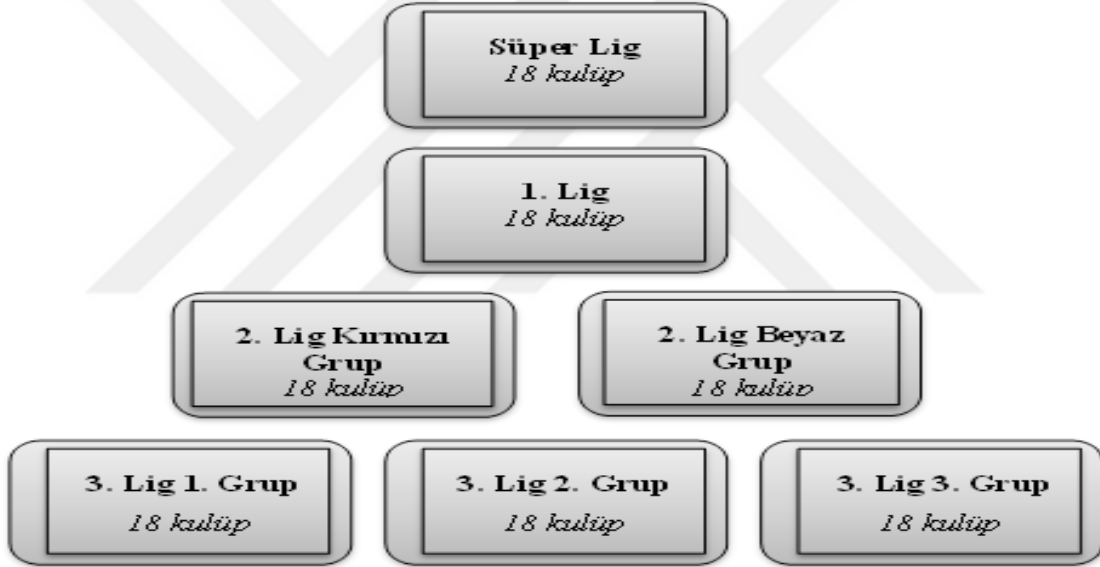 Süper Lig
18 kulüp
1. Lig
18 kulüp
2. Lig Kırmızı
Grup
18 kulüp
2. Lig Beyaz
Grup
18 kulüp
3. Lig 1. Grup
18 kulüp
3. Lig 2. Grup
18 kulüp
3. Lig 3. Grup
18 kulüp